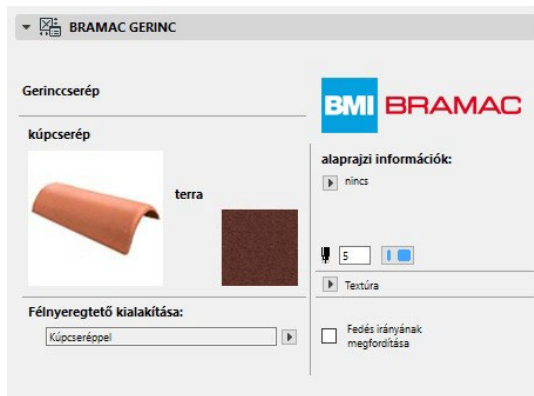 BRAMAC GERINC
Gerinccserép
BMI BRAMAC
kúpcserép
terra
alaprajzi információk:
nincs
5
Textúra
Félnyeregtető kialakítása:
Kúpcseréppel
Fedés irányának
megfordítása